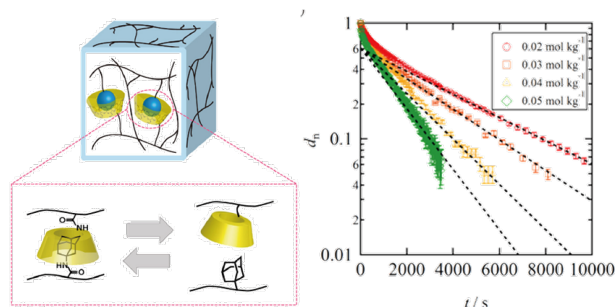 O
NH
HN
O
)
1
6
4
2
0.1
6
4
2
0.01
d_n
0.02 mol kg⁻¹
0.03 mol kg⁻¹
0.04 mol kg⁻¹
0.05 mol kg⁻¹
0 2000 4000 6000 8000 10000
t / s